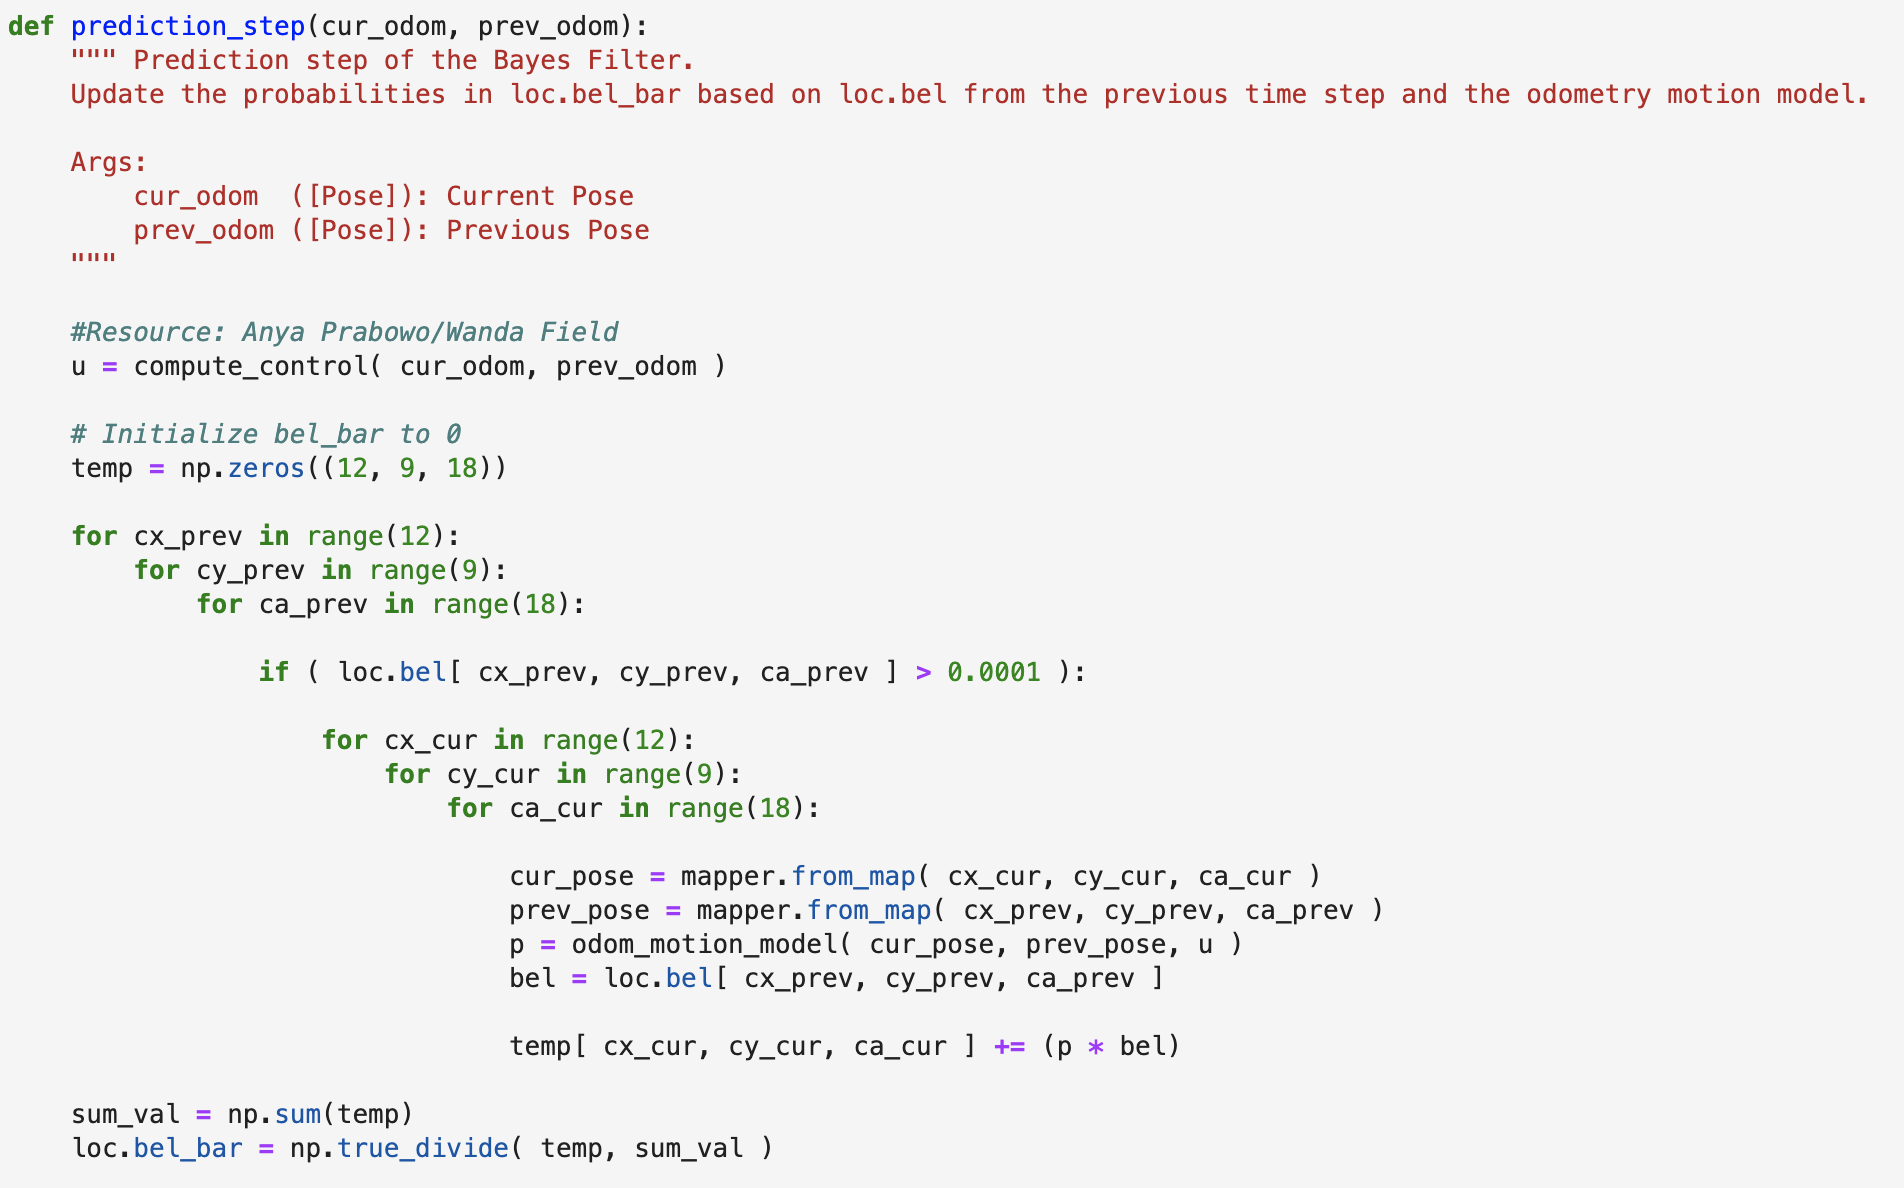 def prediction_step(cur_odom, prev_odom):
    """ Prediction step of the Bayes Filter.
    Update the probabilities in loc.bel_bar based on loc.bel from the previous time step and the odometry motion model.

    Args:
        cur_odom  ([Pose]): Current Pose
        prev_odom ([Pose]): Previous Pose
    """

    #Resource: Anya Prabowo/Wanda Field
    u = compute_control( cur_odom, prev_odom )

    # Initialize bel_bar to 0
    temp = np.zeros((12, 9, 18))

    for cx_prev in range(12):
        for cy_prev in range(9):
            for ca_prev in range(18):

                if ( loc.bel[ cx_prev, cy_prev, ca_prev ] > 0.0001 ):

                    for cx_cur in range(12):
                        for cy_cur in range(9):
                            for ca_cur in range(18):

                                cur_pose = mapper.from_map( cx_cur, cy_cur, ca_cur )
                                prev_pose = mapper.from_map( cx_prev, cy_prev, ca_prev )
                                p = odom_motion_model( cur_pose, prev_pose, u )
                                bel = loc.bel[ cx_prev, cy_prev, ca_prev ]

                                temp[ cx_cur, cy_cur, ca_cur ] += (p * bel)

    sum_val = np.sum(temp)
    loc.bel_bar = np.true_divide( temp, sum_val )